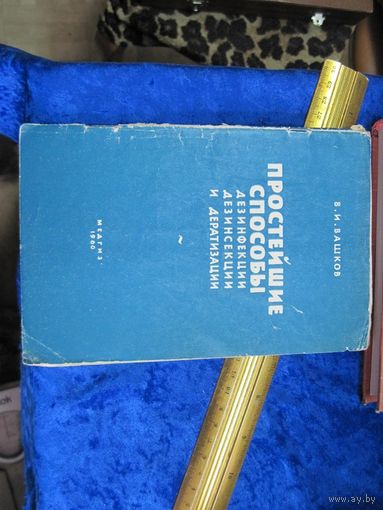 В. И. ВАШКОВ
ПРОСТЕЙШИЕ
СПОСОБЫ
ДЕЗИНФЕКЦИИ
ДЕЗИНСЕКЦИИ
И ДЕРАТИЗАЦИИ
МЕДГИЗ
1960
www.ay.by